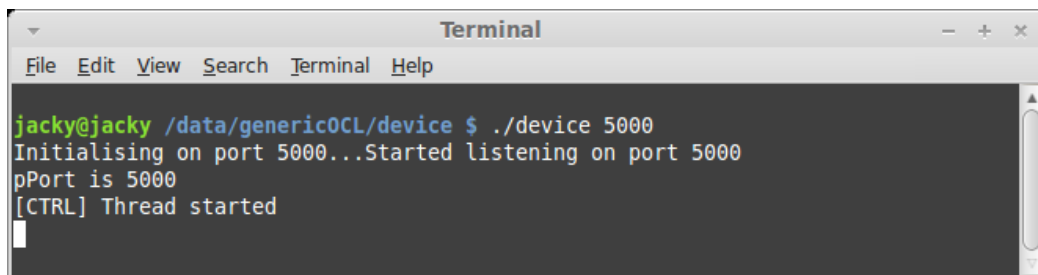 Terminal
File Edit View Search Terminal Help
jacky@jacky /data/genericOCL/device $ ./device 5000
Initialising on port 5000...Started listening on port 5000
pPort is 5000
[CTRL] Thread started